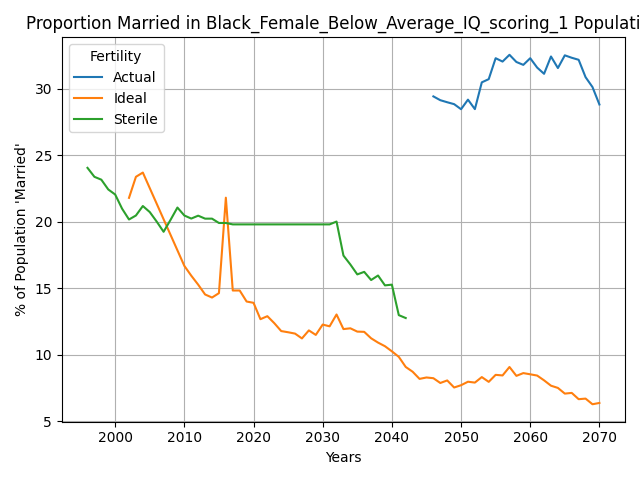 Proportion Married in Black_Female_Below_Average_IQ_scoring_1 Populati
Fertility
Actual
Ideal
Sterile
% of Population 'Married'
30
25
20
15
10
5
2000 2010 2020 2030 2040 2050 2060 2070
Years